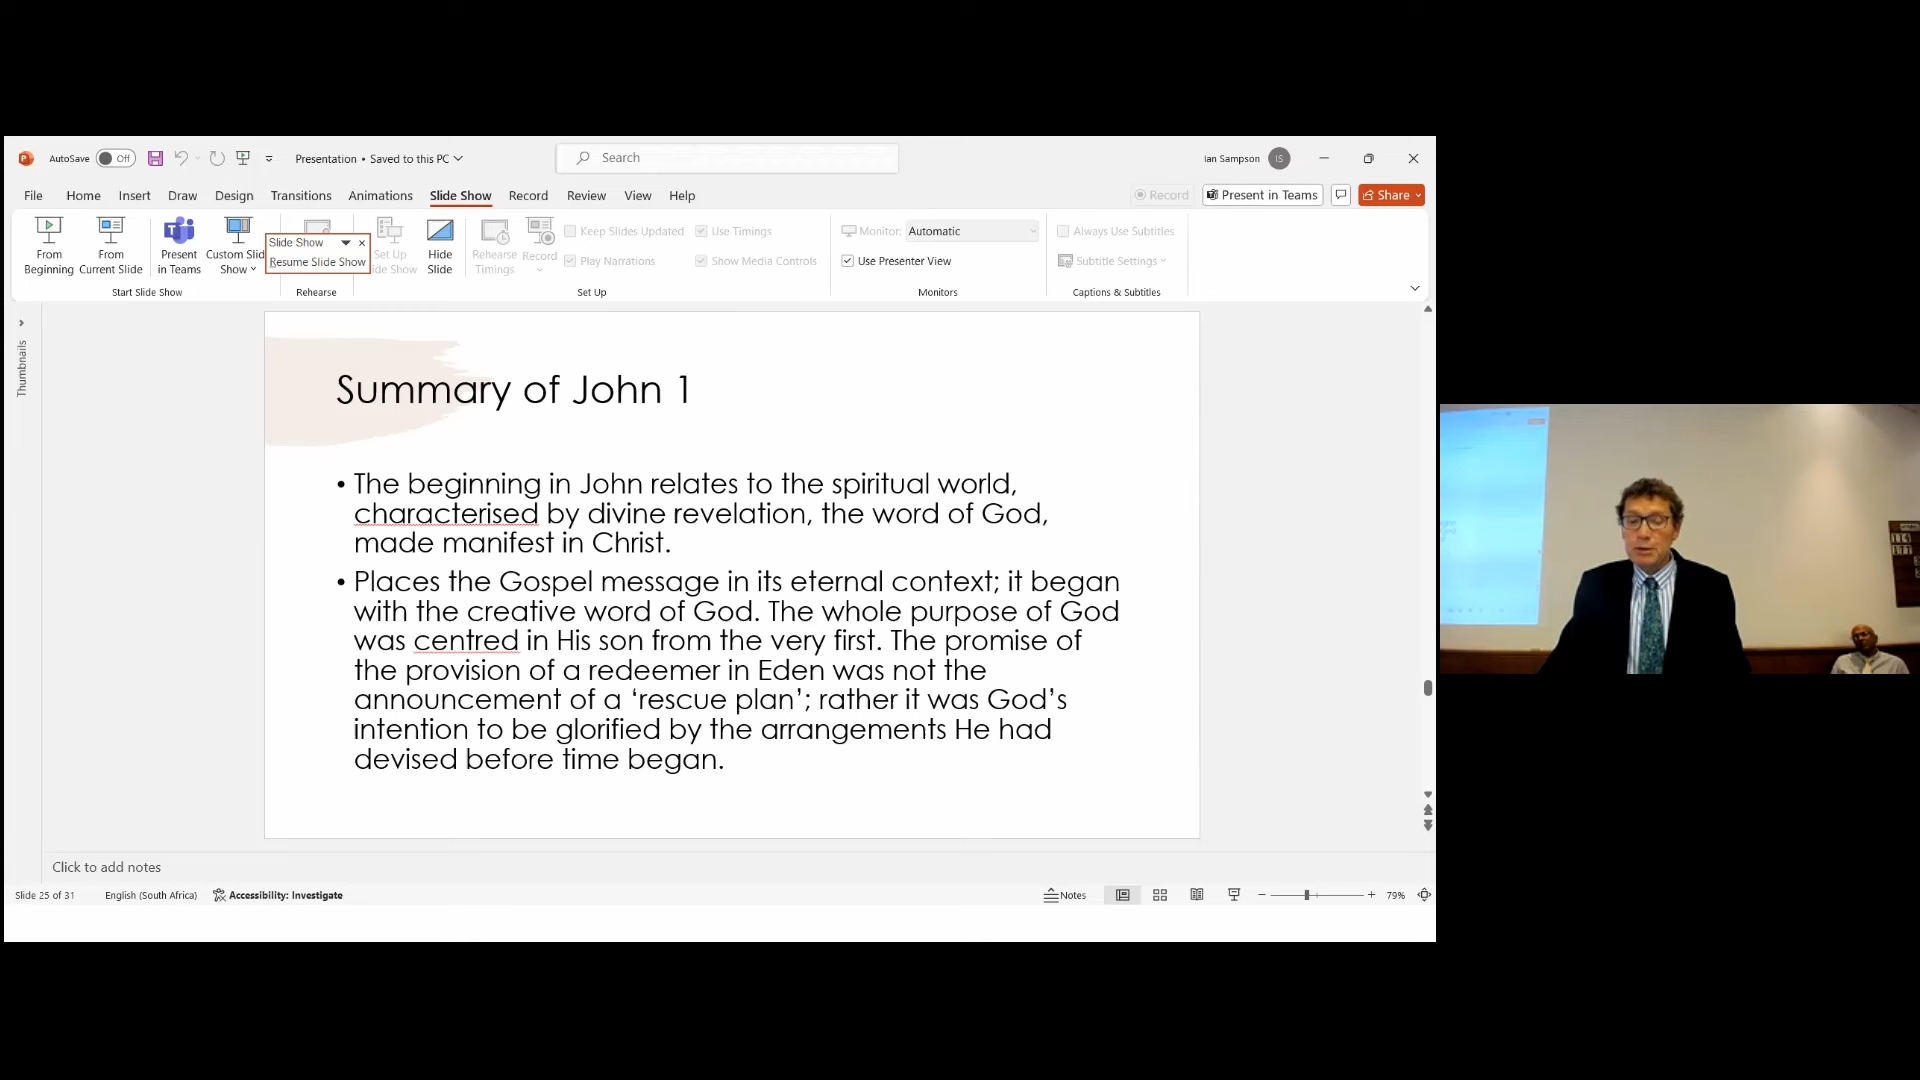 AutoSave Off Presentation • Saved to this PC Search Ian Sampson IS
File Home Insert Draw Design Transitions Animations Slide Show Record Review View Help Record Present in Teams Share
From Beginning
From Current Slide
Present in Teams
Custom Slid Show
Slide Show
Resume Slide Show
Set Up ide Show
Hide Slide
Rehearse Timings
Record
Keep Slides Updated
Use Timings
Play Narrations
Show Media Controls
Monitor: Automatic
Use Presenter View
Always Use Subtitles
Subtitle Settings
Start Slide Show Rehearse Set Up Monitors Captions & Subtitles
Thumbnails
Summary of John 1
• The beginning in John relates to the spiritual world,
characterised by divine revelation, the word of God,
made manifest in Christ.
• Places the Gospel message in its eternal context; it began
with the creative word of God. The whole purpose of God
was centred in His son from the very first. The promise of
the provision of a redeemer in Eden was not the
announcement of a ‘rescue plan’; rather it was God’s
intention to be glorified by the arrangements He had
devised before time began.
Click to add notes
Slide 25 of 31 English (South Africa) Accessibility: Investigate Notes 79%